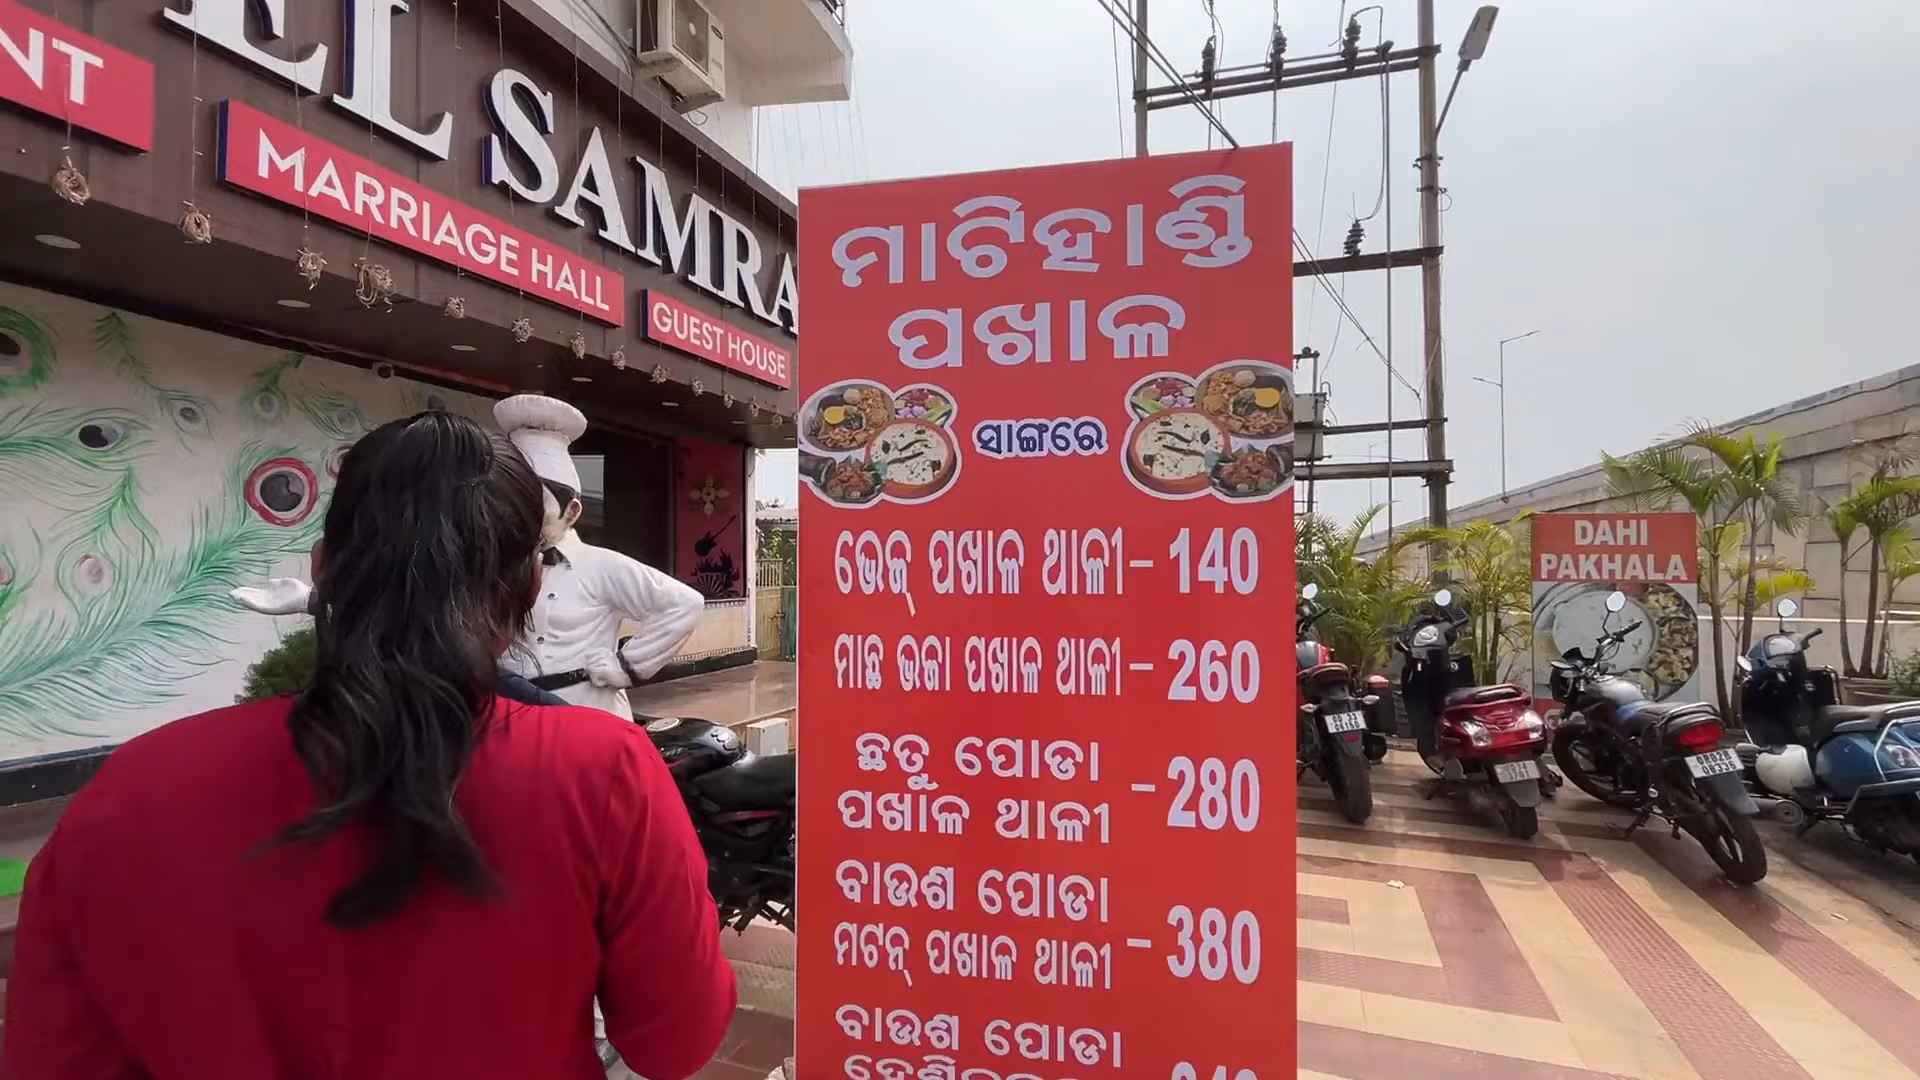 NT
EL SAMRA
MARRIAGE HALL
GUEST HOUSE
ମାଟିହାଣ୍ଡି
ପଖାଳ
ସାଙ୍ଗରେ
ଭେଜ୍ ପଖାଳ ଥାଳୀ - 140
ମାଛ ଭଜା ପଖାଳ ଥାଳୀ - 260
ଛତୁ ପୋଡା
ପଖାଳ ଥାଳୀ - 280
ବାଉଁଶ ପୋଡା
ମଟନ୍ ପଖାଳ ଥାଳୀ - 380
ବାଉଁଶ ପୋଡା
DAHI
PAKHALA